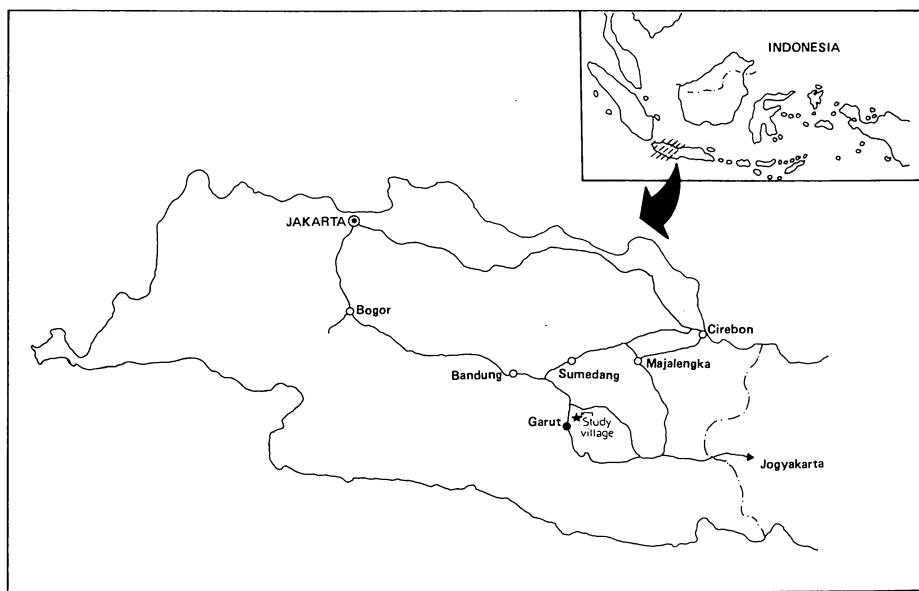 INDONESIA
JAKARTA
Bogor
Cirebon
Bandung
Sumedang
Majalengka
Garut
Study
village
Jogyakarta